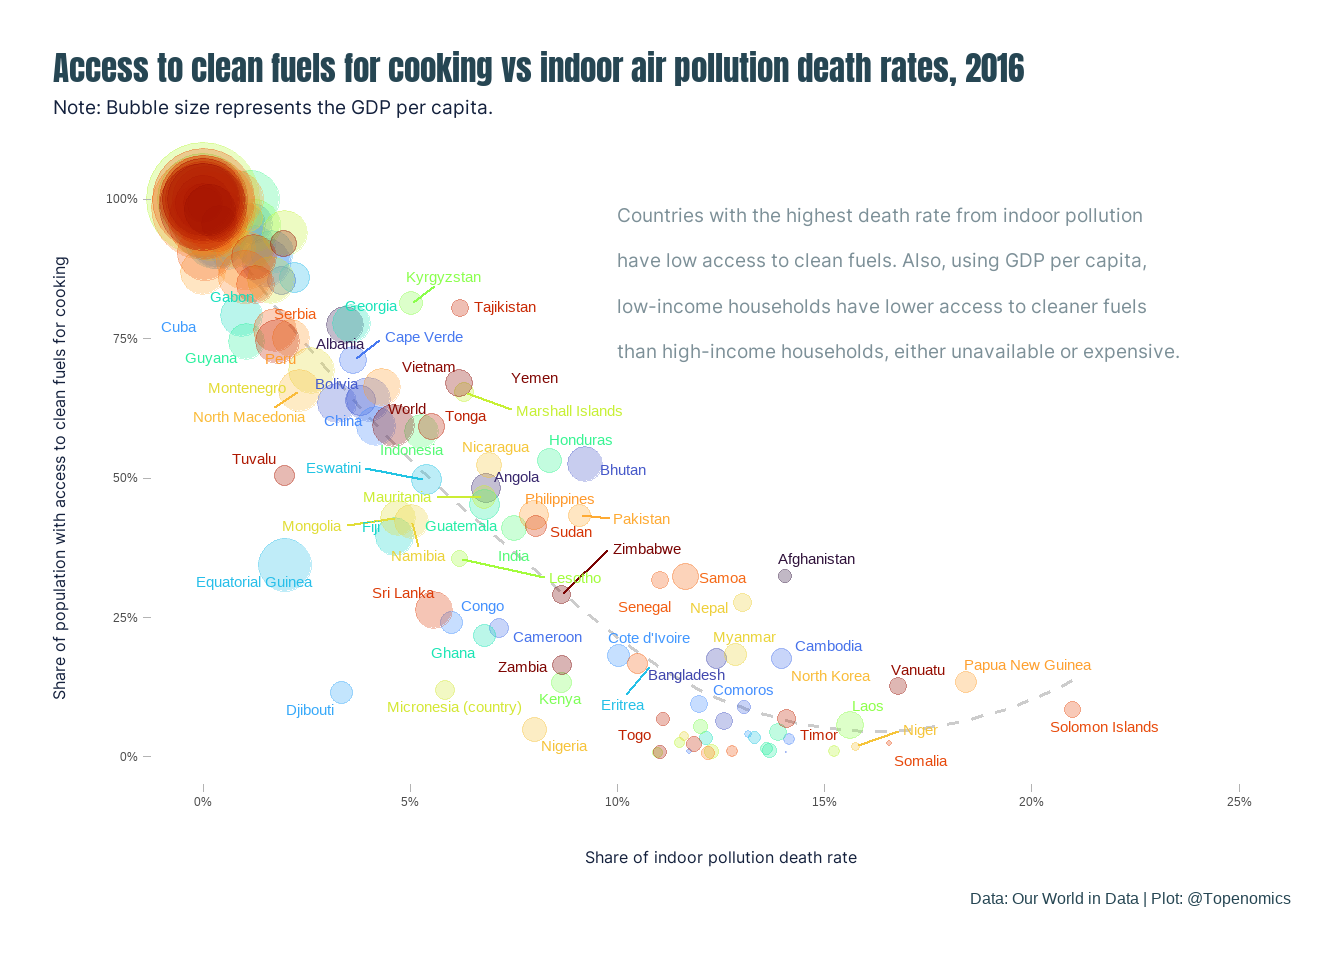 Access to clean fuels for cooking vs indoor air pollution death rates, 2016
Note: Bubble size represents the GDP per capita.
Countries with the highest death rate from indoor pollution
have low access to clean fuels. Also, using GDP per capita,
low-income households have lower access to cleaner fuels
than high-income households, either unavailable or expensive.
Share of population with access to clean fuels for cooking
100%
75%
50%
25%
0%
Kyrgyzstan
Gabon
Georgia
Tajikistan
Serbia
Cuba
Cape Verde
Albania
Guyana
Peru
Vietnam
Yemen
Bolivia
Montenegro
World
Marshall Islands
North Macedonia
Tonga
China
Honduras
Indonesia
Nicaragua
Tuvalu
Eswatini
Bhutan
Angola
Mauritania
Philippines
Pakistan
Mongolia
Fiji
Guatemala
Sudan
Zimbabwe
Namibia
India
Afghanistan
Equatorial Guinea
Lesotho
Samoa
Sri Lanka
Congo
Senegal
Nepal
Cameroon
Cote d'Ivoire
Myanmar
Cambodia
Ghana
Zambia
Bangladesh
North Korea
Vanuatu
Papua New Guinea
Comoros
Kenya
Eritrea
Djibouti
Micronesia (country)
Laos
Solomon Islands
Togo
Timor
Niger
Nigeria
Somalia
0%
5%
10%
15%
20%
25%
Share of indoor pollution death rate
Data: Our World in Data | Plot: @Topenomics